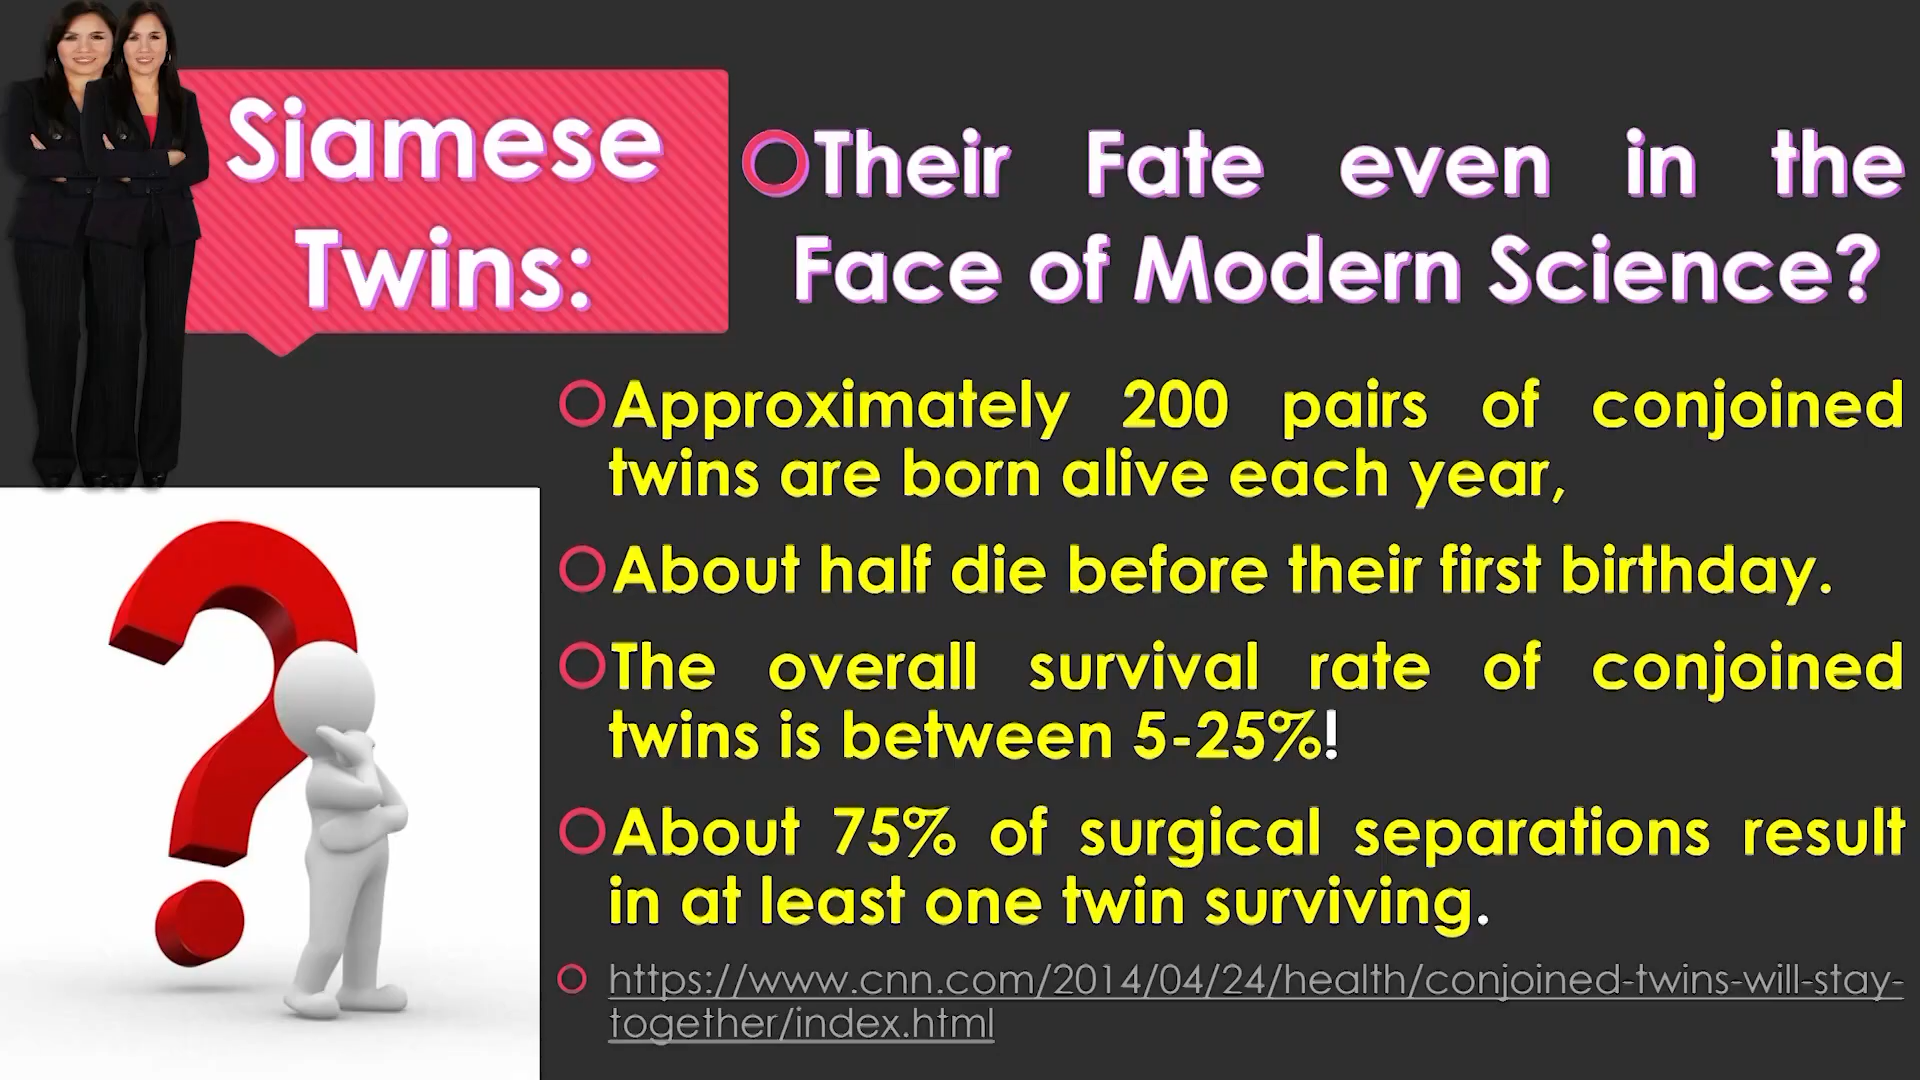 Siamese
Twins:
Their Fate even in the
Face of Modern Science?
Approximately 200 pairs of conjoined
twins are born alive each year,
About half die before their first birthday.
The overall survival rate of conjoined
twins is between 5-25%!
About 75% of surgical separations result
in at least one twin surviving.
https://www.cnn.com/2014/04/24/health/conjoined-twins-will-stay-
together/index.html